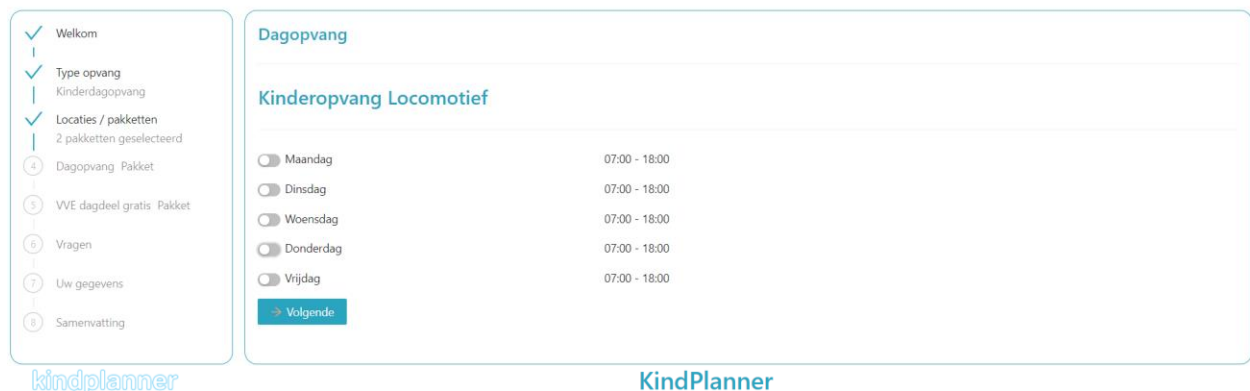 Welkom
Type opvang
Kinderdagopvang
Locaties / pakketten
2 pakketten geselecteerd
4 Dagopvang Pakket
5 VVE dagdeel gratis Pakket
6 Vragen
7 Uw gegevens
8 Samenvatting
kindplanner
Dagopvang
Kinderopvang Locomotief
Maandag 07:00 - 18:00
Dinsdag 07:00 - 18:00
Woensdag 07:00 - 18:00
Donderdag 07:00 - 18:00
Vrijdag 07:00 - 18:00
→ Volgende
KindPlanner